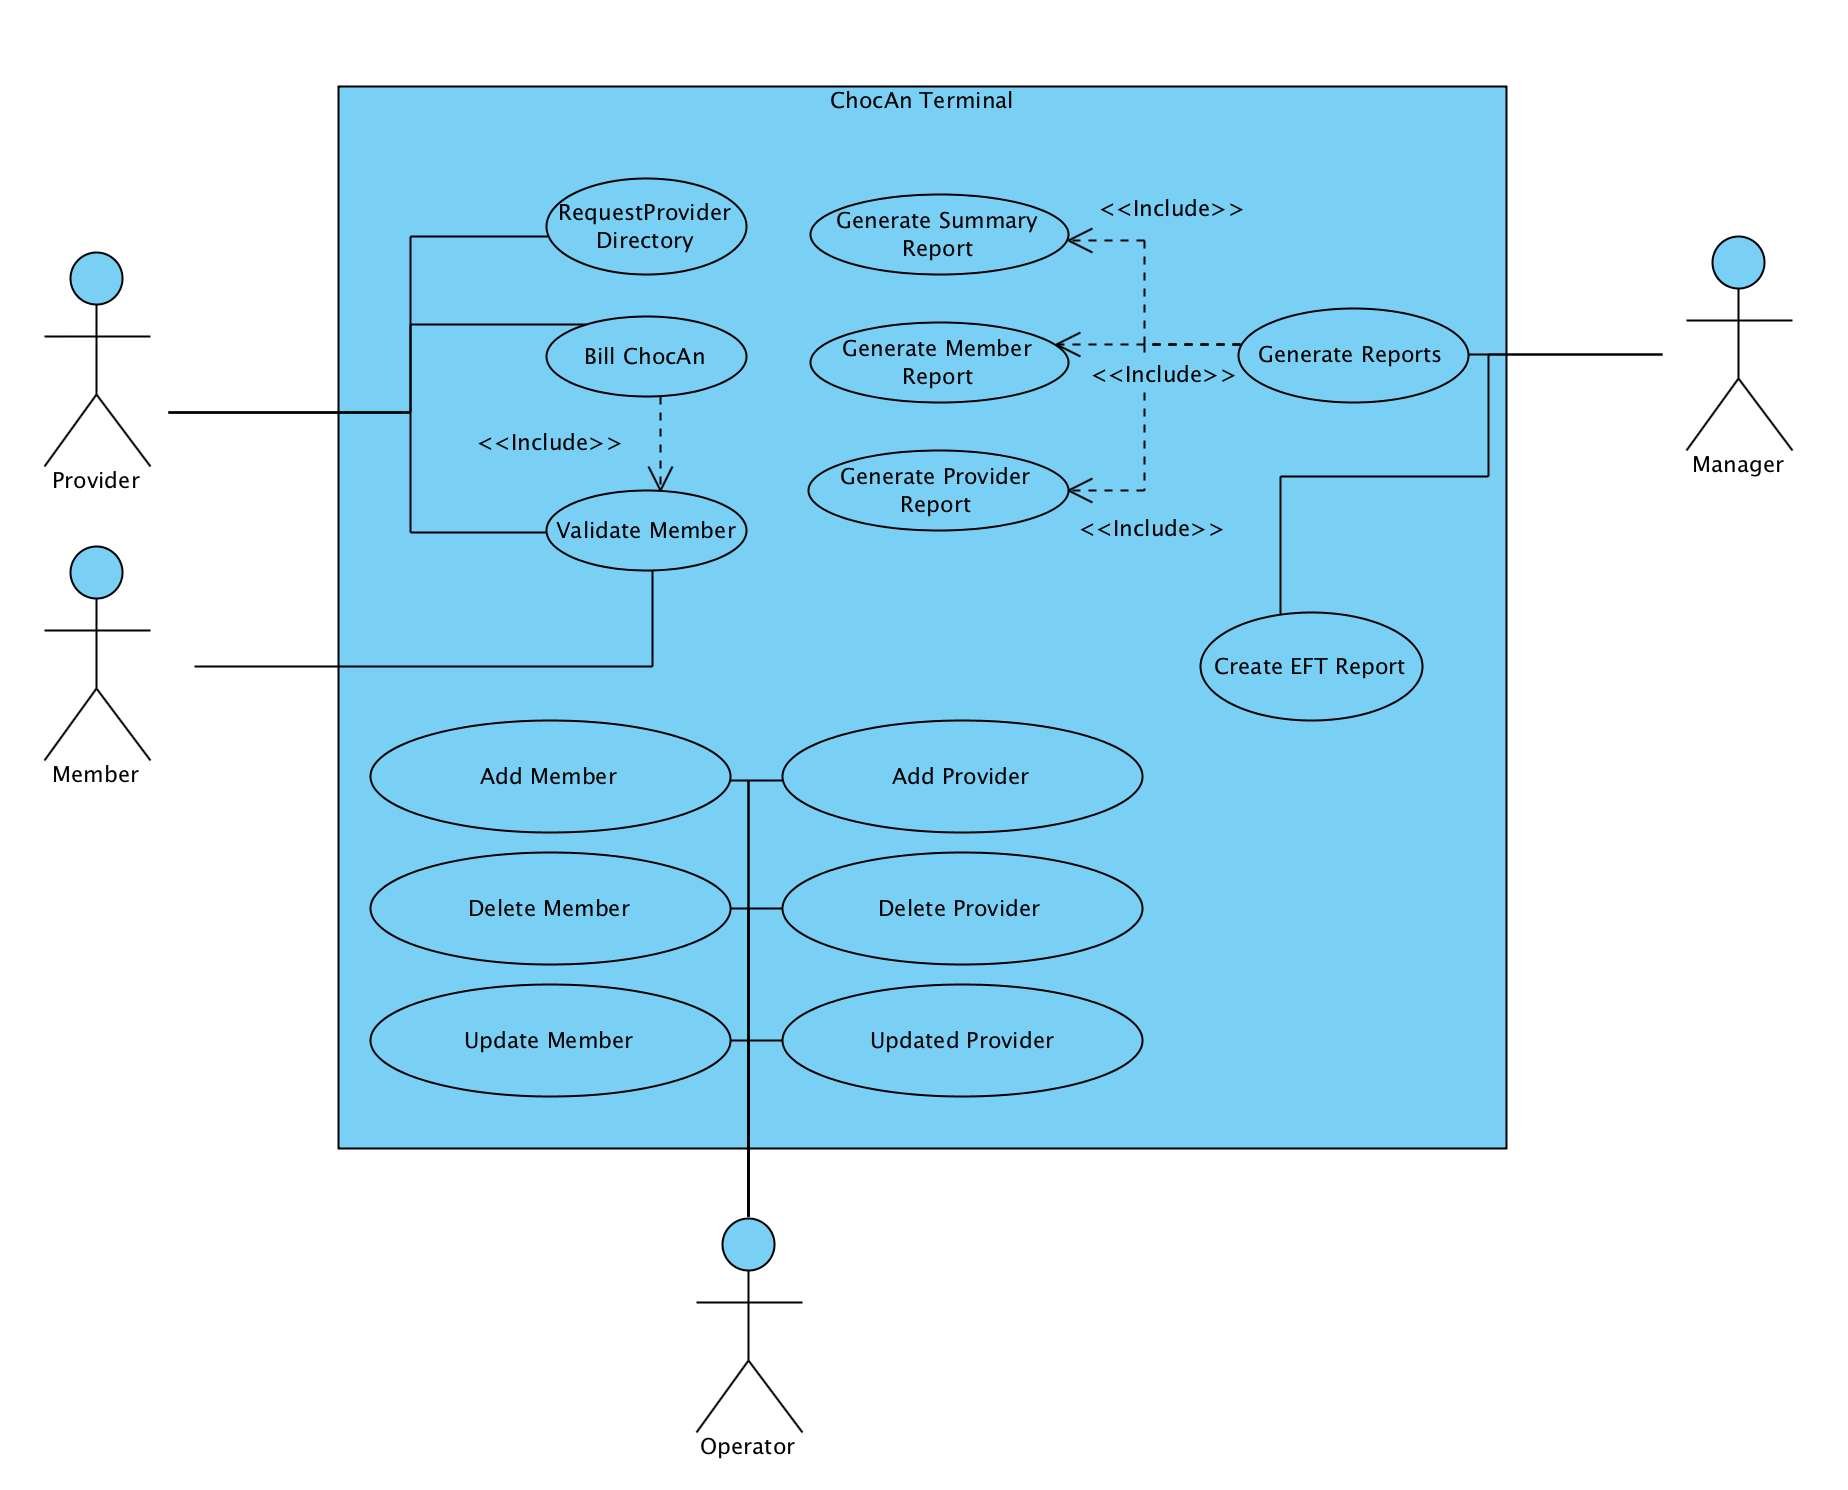 ChocAn Terminal
RequestProvider
Directory
Generate Summary
Report
<<Include>>
Bill ChocAn
Generate Member
Report
Generate Reports
<<Include>>
<<Include>>
Generate Provider
Report
<<Include>>
Validate Member
Provider
Manager
Create EFT Report
Member
Add Member
Add Provider
Delete Member
Delete Provider
Update Member
Updated Provider
Operator